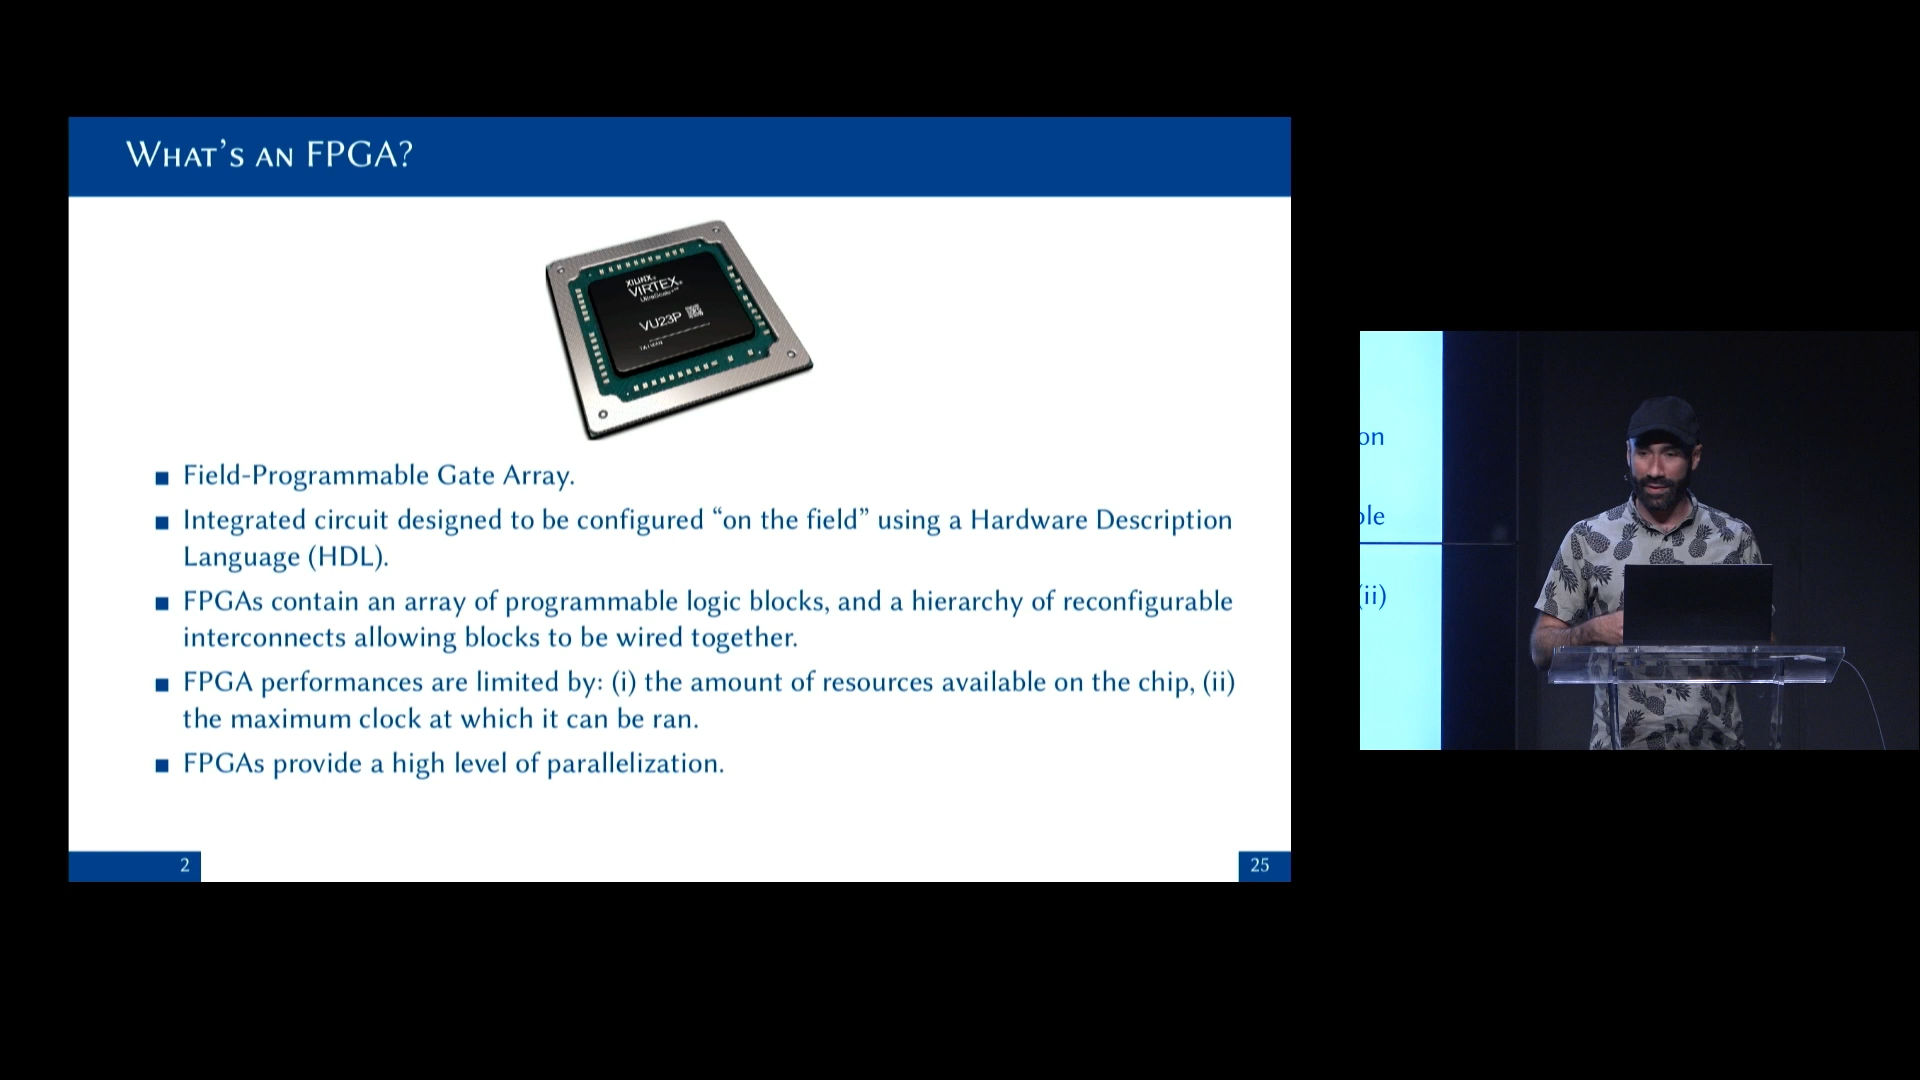 What's an FPGA?
XILINX
VIRTEX
VU23P
TAIWAN
■ Field-Programmable Gate Array.
■ Integrated circuit designed to be configured “on the field” using a Hardware Description
Language (HDL).
■ FPGAs contain an array of programmable logic blocks, and a hierarchy of reconfigurable
interconnects allowing blocks to be wired together.
■ FPGA performances are limited by: (i) the amount of resources available on the chip, (ii)
the maximum clock at which it can be ran.
■ FPGAs provide a high level of parallelization.
2
25
on
ble
(ii)